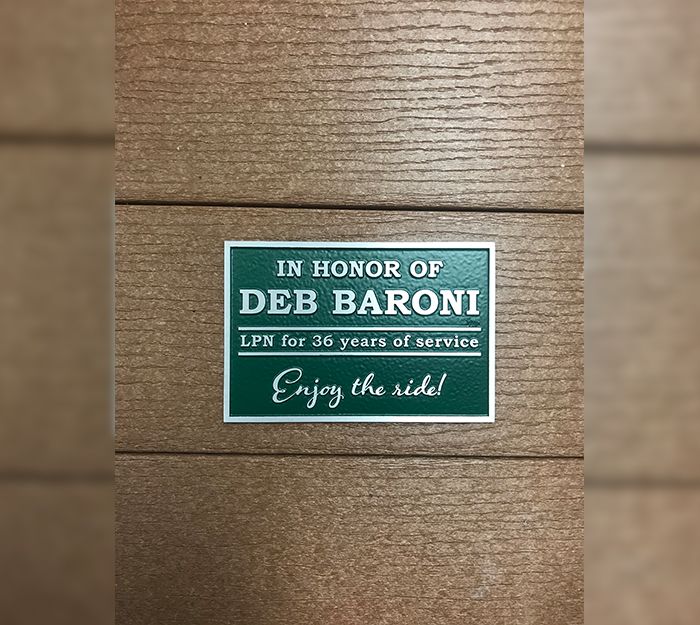 IN HONOR OF
DEB BARONI
LPN for 36 years of service
Enjoy the ride!